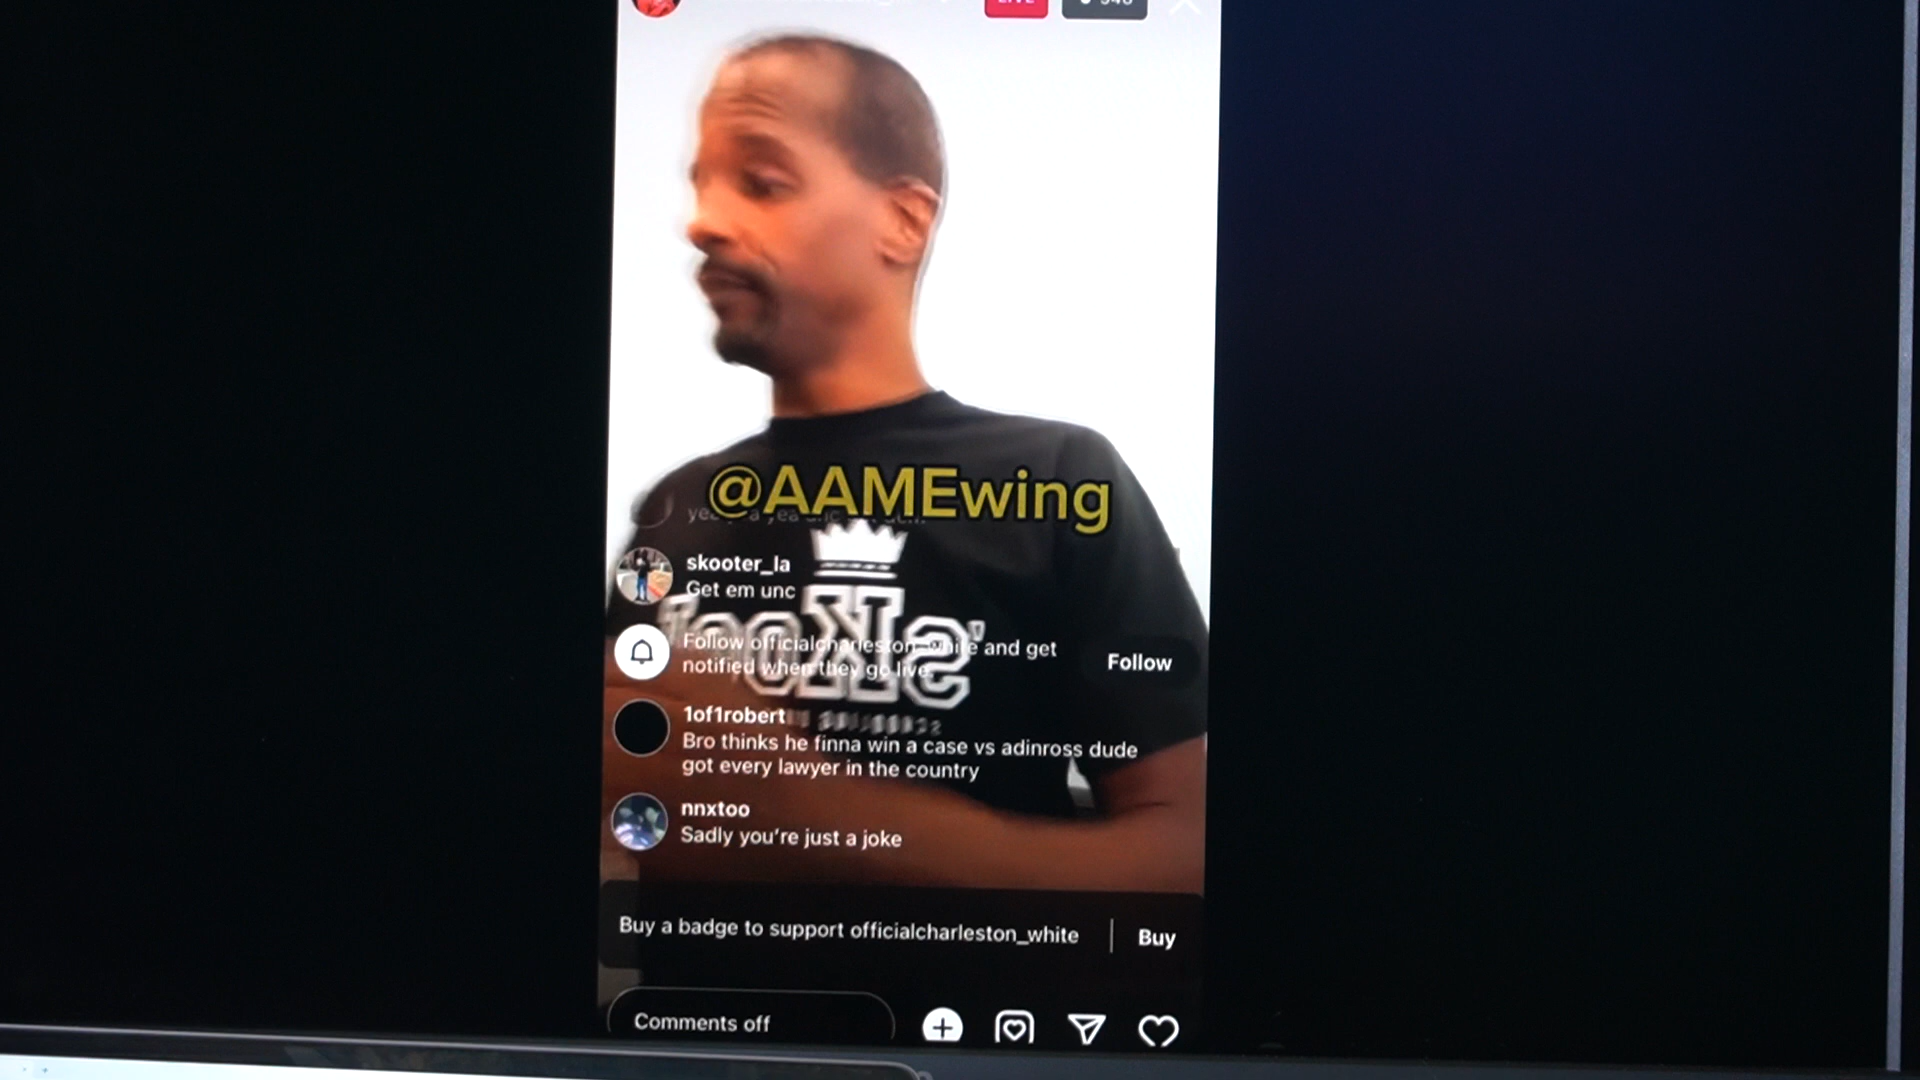 LIVE
@AAMEwing
skooter_la
Get em unc
Follow officialcharleston_white and get
notified when they go live.
Follow
1of1robert
Bro thinks he finna win a case vs adinross dude
got every lawyer in the country
nnxtoo
Sadly you're just a joke
Buy a badge to support officialcharleston_white
Buy
Comments off